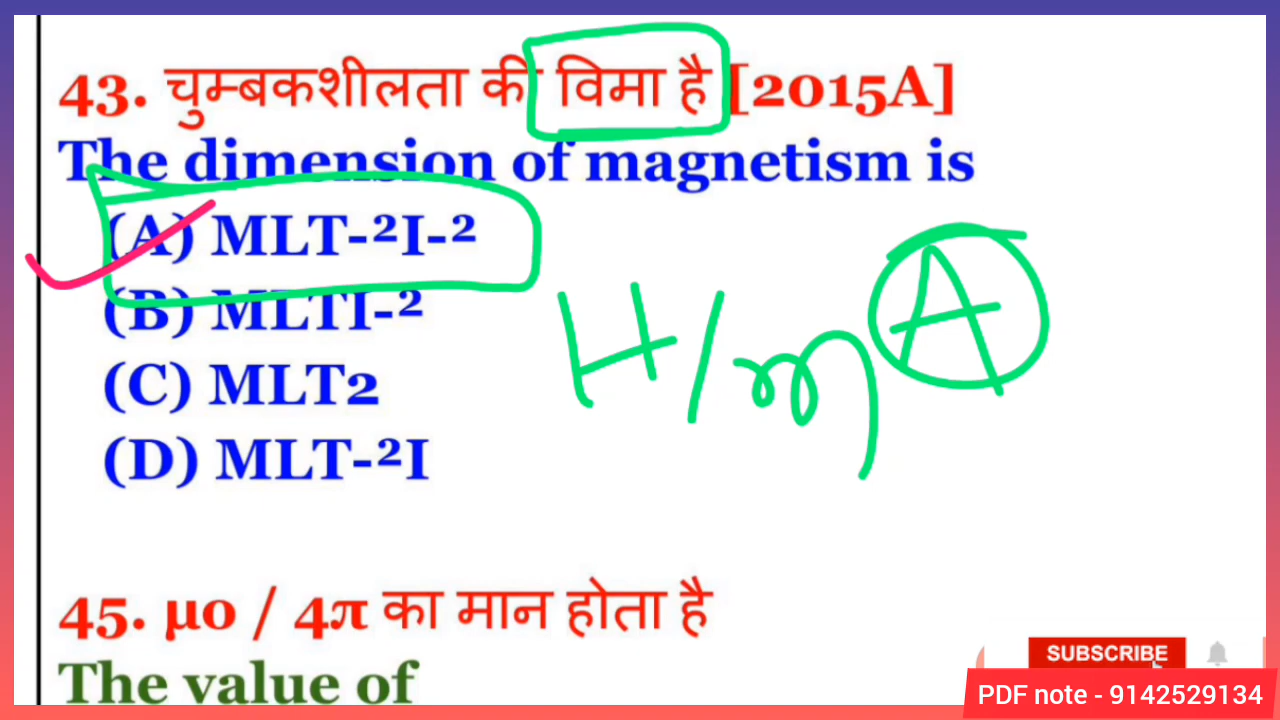 43. चुम्बकशीलता की विमा है [2015A]
The dimension of magnetism is
(A) MLT-²I-²
(B) MLTI-²
(C) MLT2
(D) MLT-²I
H/m A
45. μ0 / 4π का मान होता है
The value of
SUBSCRIBE
PDF note - 9142529134